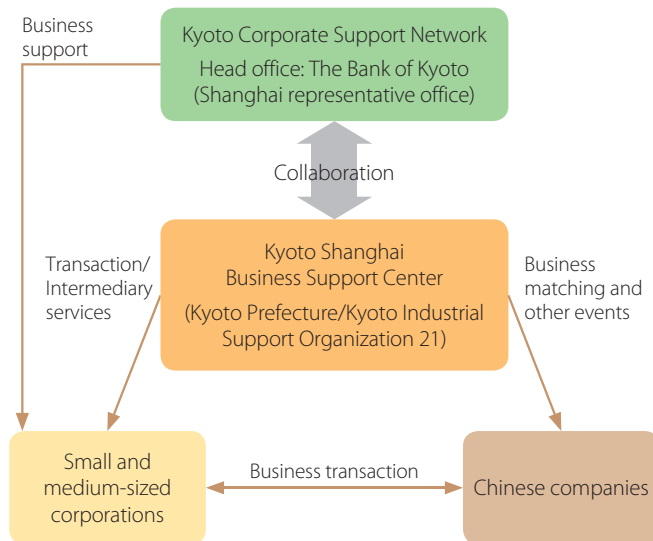 Business
support
Kyoto Corporate Support Network
Head office: The Bank of Kyoto
(Shanghai representative office)
Collaboration
Transaction/
Intermediary
services
Kyoto Shanghai
Business Support Center
(Kyoto Prefecture/Kyoto Industrial
Support Organization 21)
Business
matching and
other events
Small and
medium-sized
corporations
Business transaction
Chinese companies